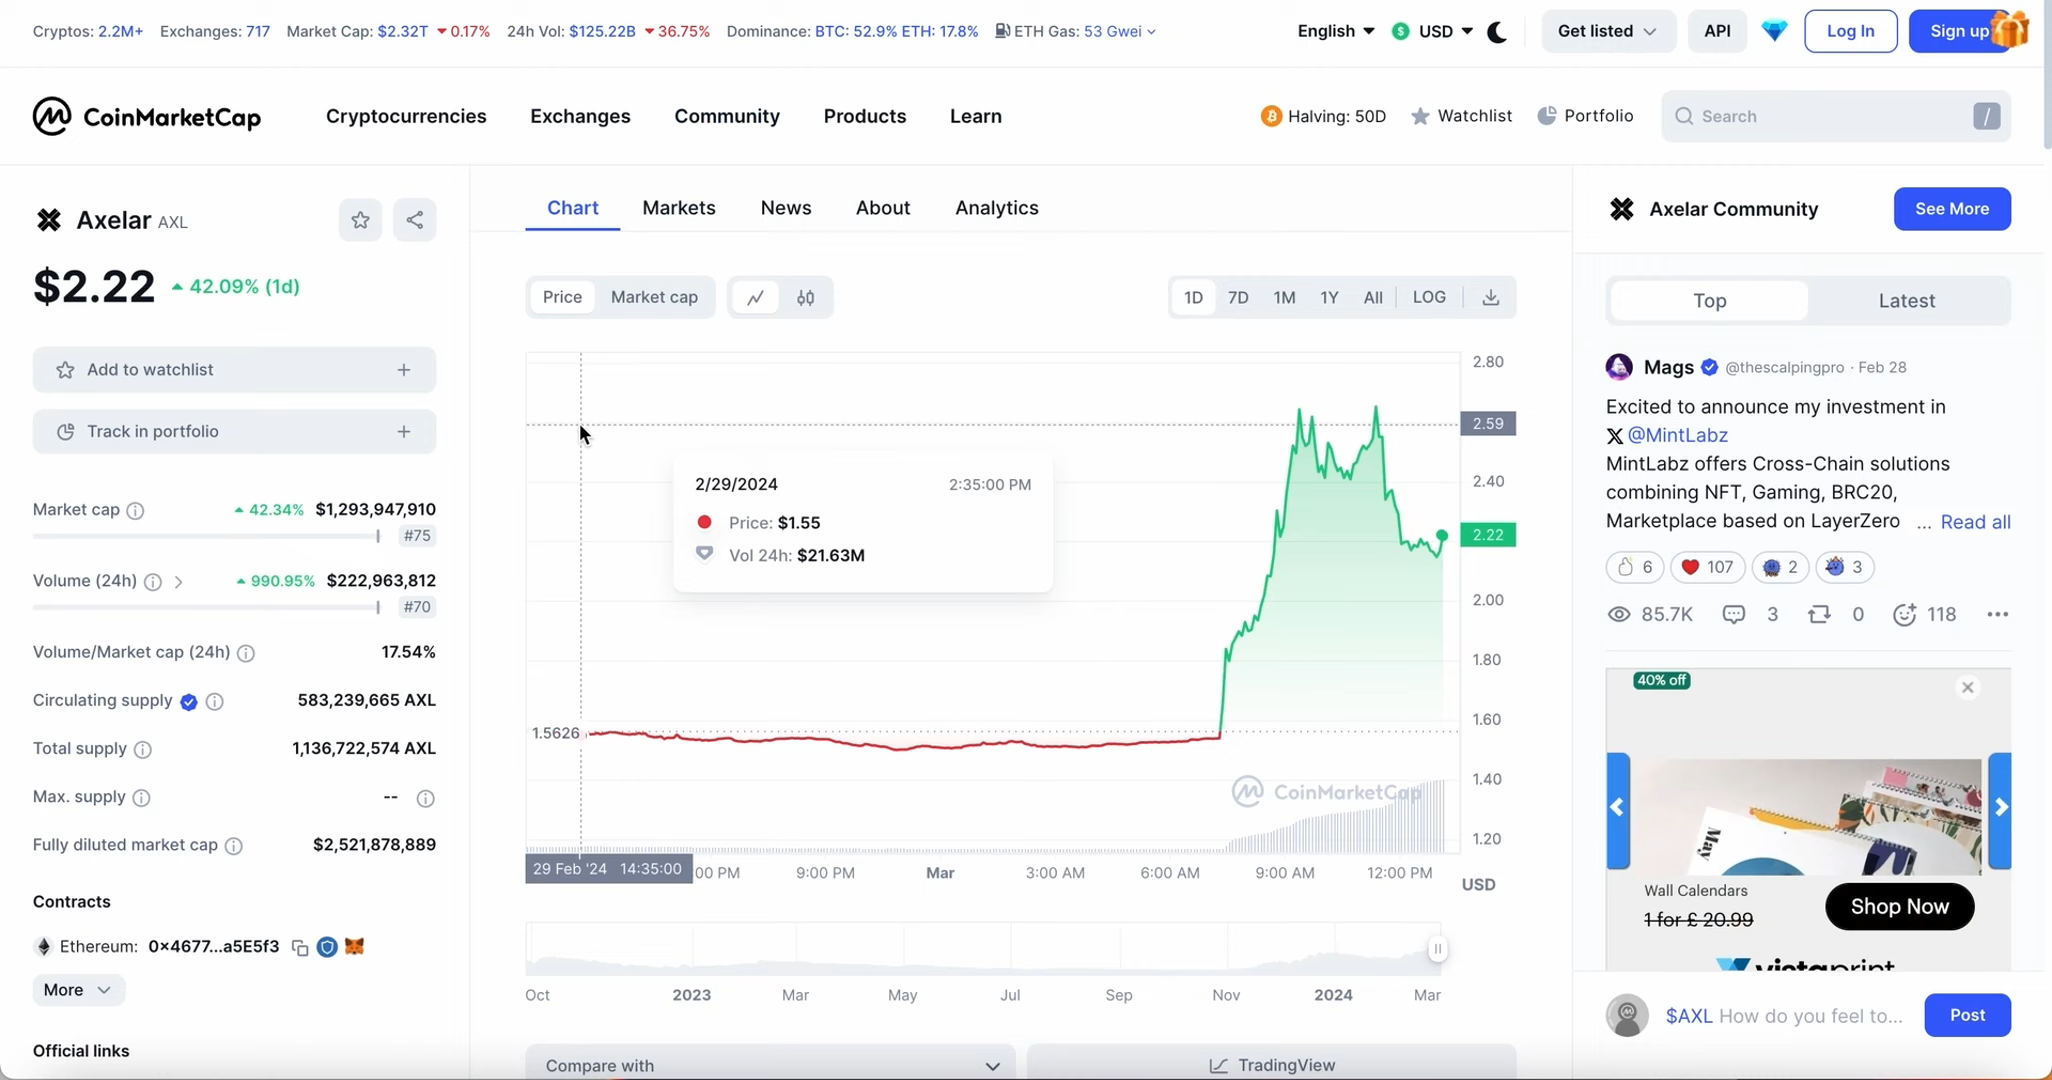 Cryptos: 2.2M+ Exchanges: 717 Market Cap: $2.32T 0.17% 24h Vol: $125.22B 36.75% Dominance: BTC: 52.9% ETH: 17.8% ETH Gas: 53 Gwei English USD Get listed API Log In Sign up
CoinMarketCap Cryptocurrencies Exchanges Community Products Learn Halving: 50D Watchlist Portfolio Search /
Axelar AXL
$2.22 42.09% (1d)
Add to watchlist +
Track in portfolio +
Market cap 42.34% $1,293,947,910
#75
Volume (24h) 990.95% $222,963,812
#70
Volume/Market cap (24h) 17.54%
Circulating supply 583,239,665 AXL
Total supply 1,136,722,574 AXL
Max. supply --
Fully diluted market cap $2,521,878,889
Contracts
Ethereum: 0x4677...a5E5f3
More
Official links
Chart Markets News About Analytics
Price Market cap 1D 7D 1M 1Y All LOG
2.80
2.59
2.40
2.22
2.00
1.80
1.60
1.40
1.20
2/29/2024 2:35:00 PM
Price: $1.55
Vol 24h: $21.63M
1.5626
CoinMarketCap
29 Feb '24 14:35:00 :00 PM 9:00 PM Mar 3:00 AM 6:00 AM 9:00 AM 12:00 PM USD
Oct 2023 Mar May Jul Sep Nov 2024 Mar
Compare with TradingView
Axelar Community See More
Top Latest
Mags @thescalpingpro · Feb 28
Excited to announce my investment in
X @MintLabz
MintLabz offers Cross-Chain solutions
combining NFT, Gaming, BRC20,
Marketplace based on LayerZero ... Read all
6 107 2 3
85.7K 3 0 118
40% off
May
Wall Calendars
1 for £ 20.99
Shop Now
vistaprint
$AXL How do you feel to... Post